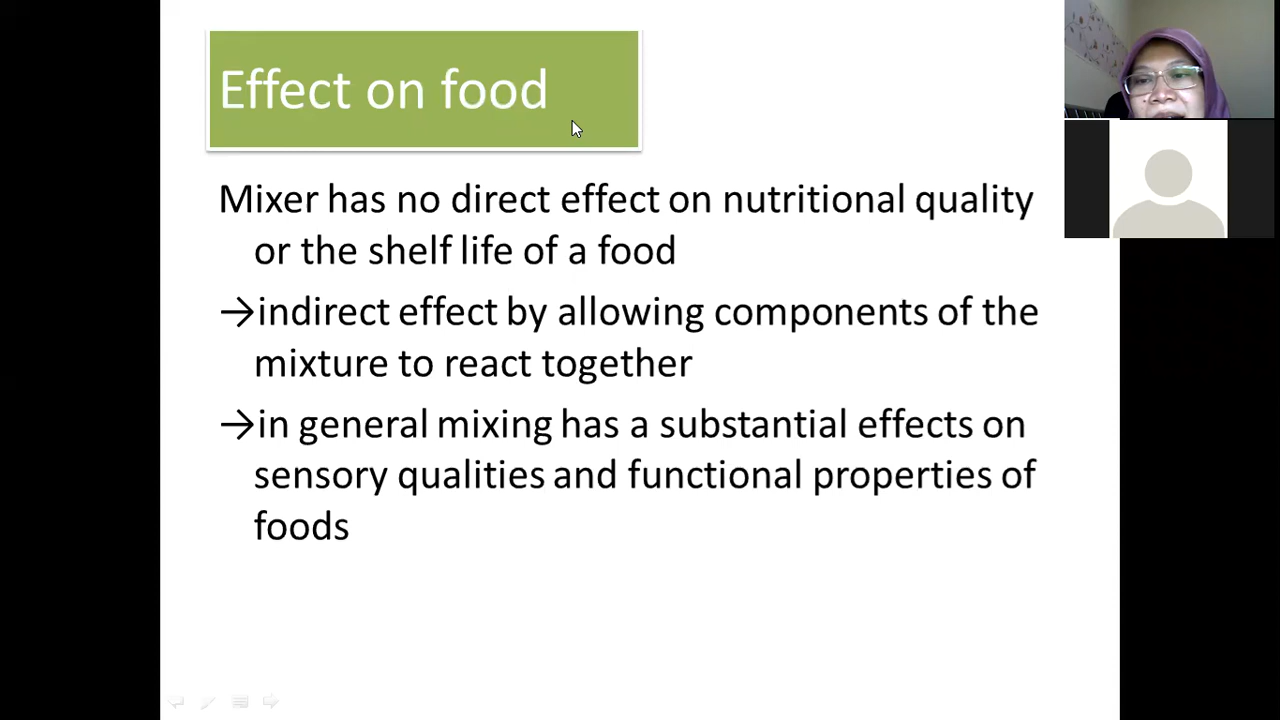 Effect on food
Mixer has no direct effect on nutritional quality
or the shelf life of a food
→indirect effect by allowing components of the
mixture to react together
→in general mixing has a substantial effects on
sensory qualities and functional properties of
foods